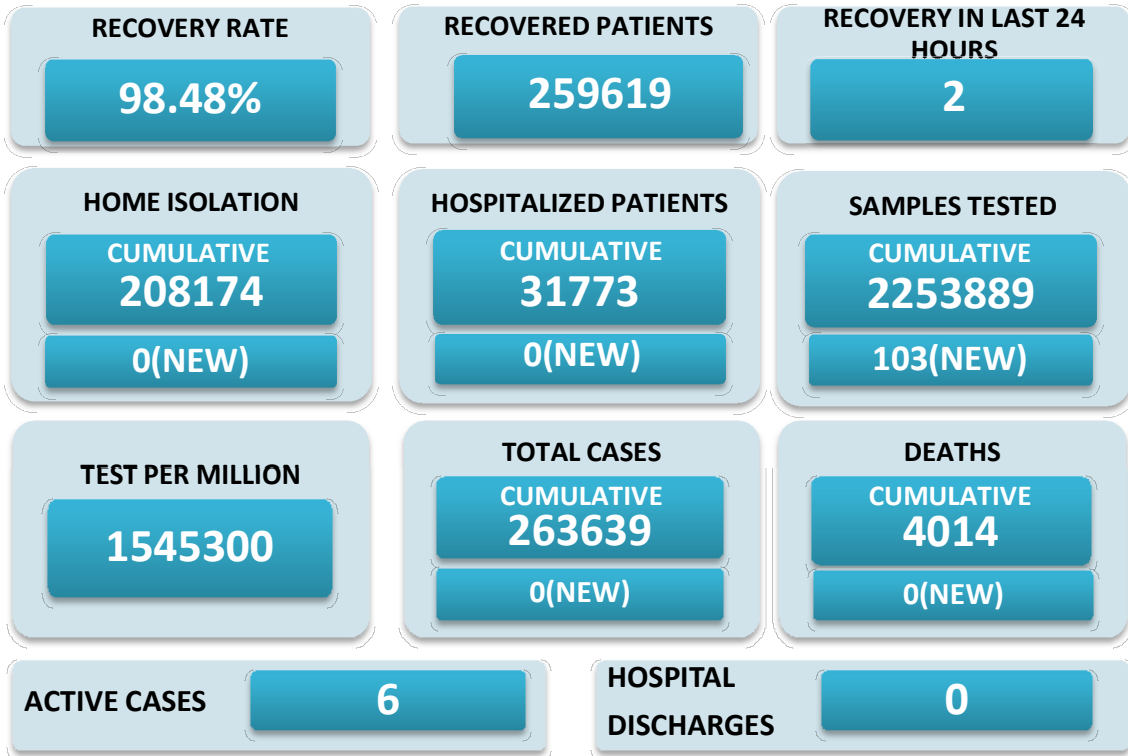 RECOVERY RATE
98.48%
RECOVERED PATIENTS
259619
RECOVERY IN LAST 24
HOURS
2
HOME ISOLATION
CUMULATIVE
208174
0(NEW)
HOSPITALIZED PATIENTS
CUMULATIVE
31773
0(NEW)
SAMPLES TESTED
CUMULATIVE
2253889
103(NEW)
TEST PER MILLION
1545300
TOTAL CASES
CUMULATIVE
263639
0(NEW)
DEATHS
CUMULATIVE
4014
0(NEW)
ACTIVE CASES
6
HOSPITAL
DISCHARGES
0